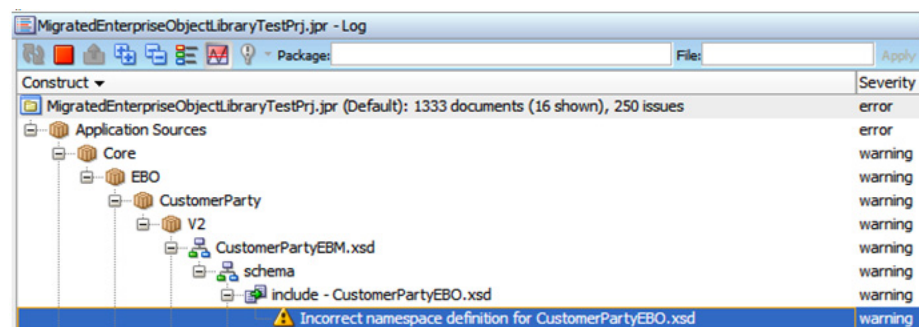 MigratedEnterpriseObjectLibraryTestPrj.jpr - Log
Package: File: Apply
Construct Severity
MigratedEnterpriseObjectLibraryTestPrj.jpr (Default): 1333 documents (16 shown), 250 issues error
Application Sources error
Core warning
EBO warning
CustomerParty warning
V2 warning
CustomerPartyEBM.xsd warning
schema warning
include - CustomerPartyEBO.xsd warning
Incorrect namespace definition for CustomerPartyEBO.xsd warning